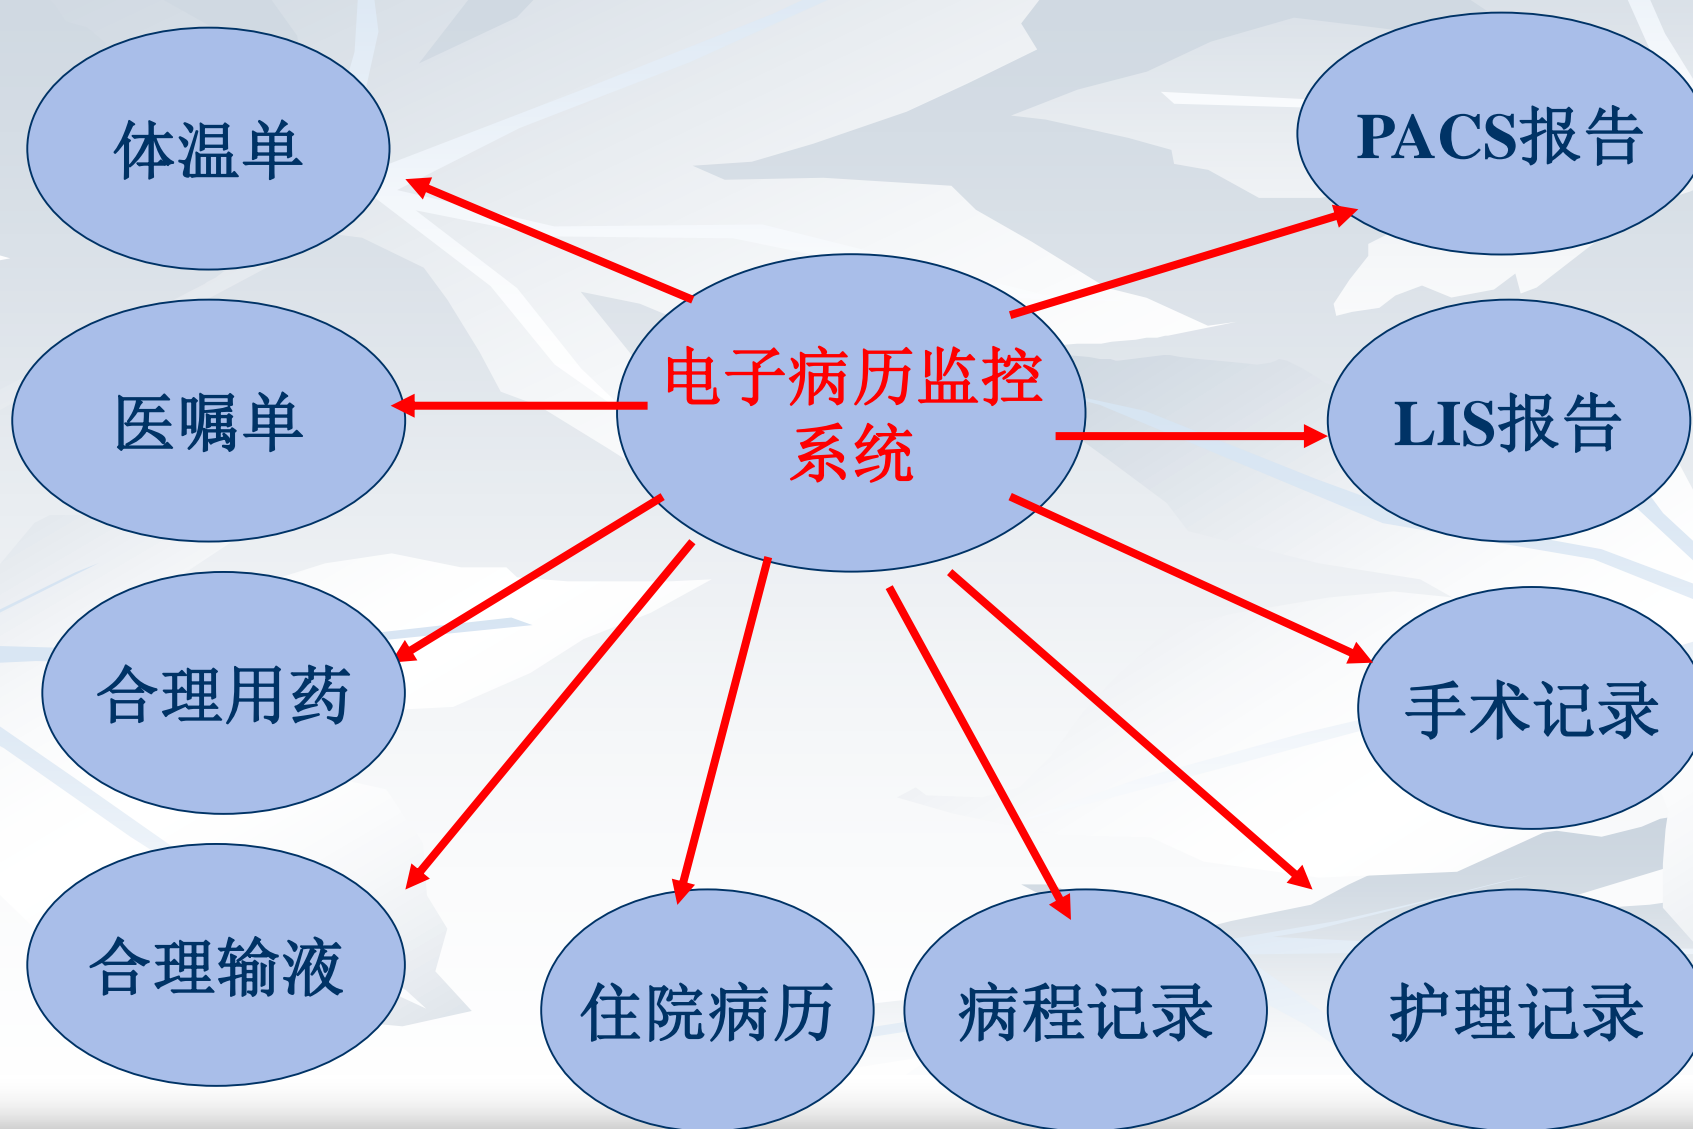 体温单
PACS报告
电子病历监控
系统
医嘱单
LIS报告
合理用药
手术记录
合理输液
住院病历
病程记录
护理记录